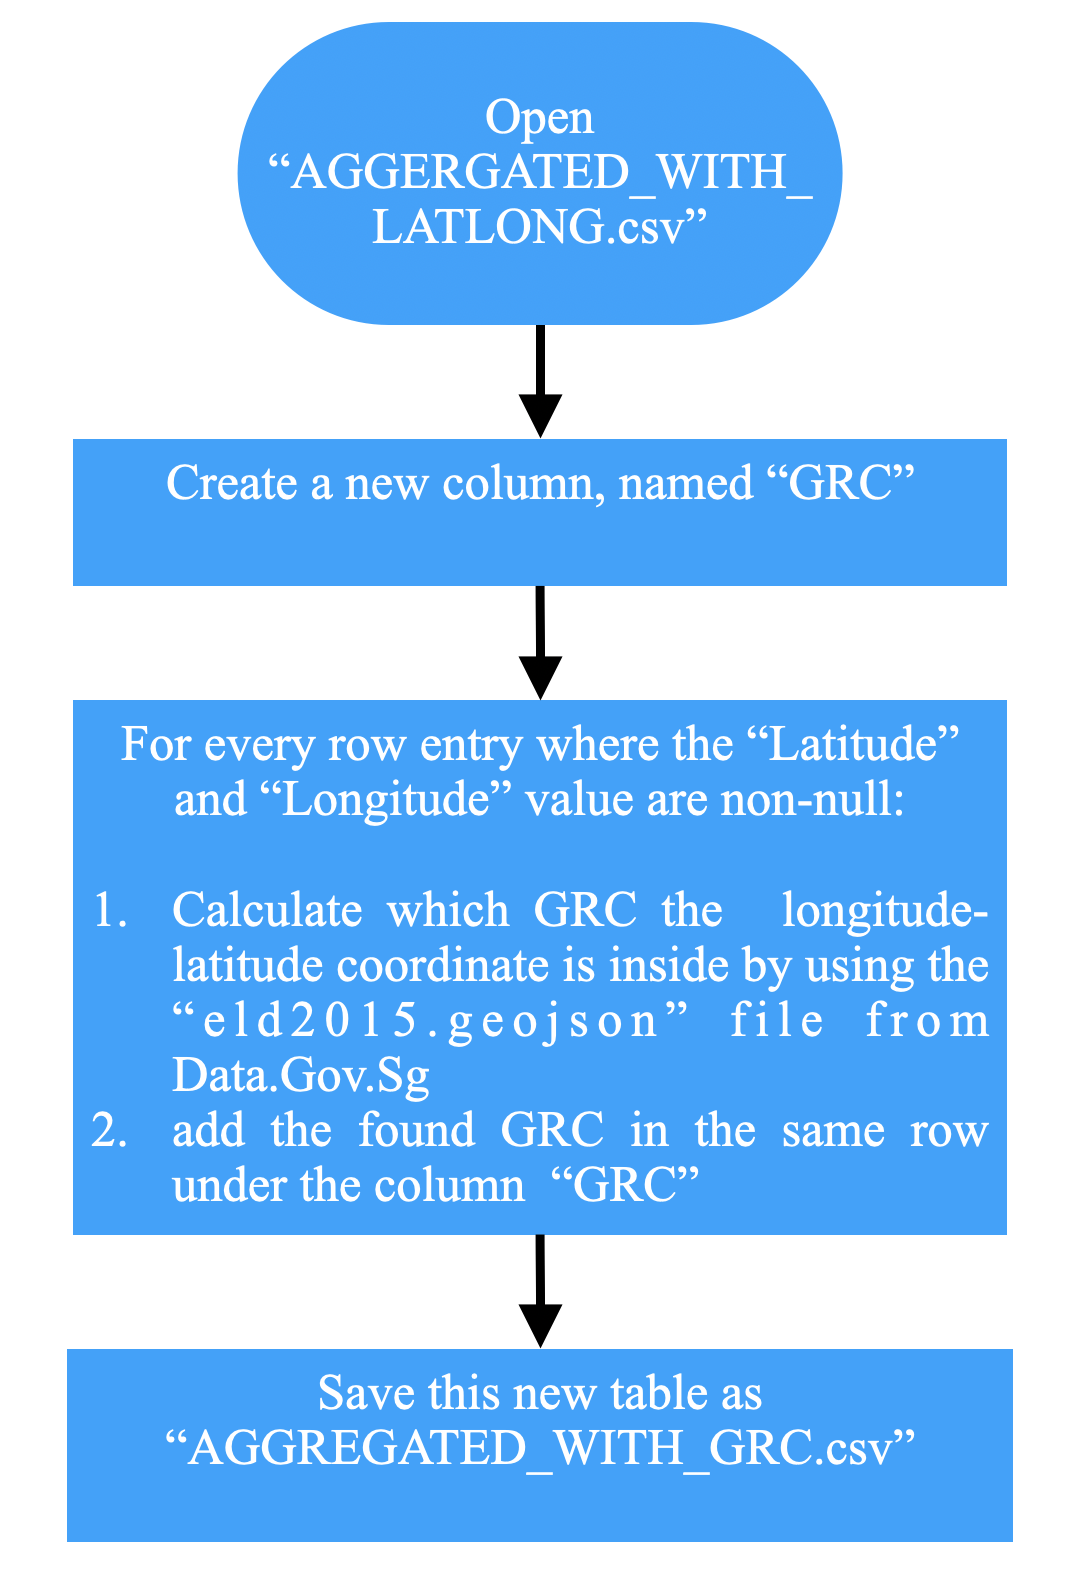 Open
“AGGERGATED_WITH_
LATLONG.csv”
Create a new column, named “GRC”
For every row entry where the “Latitude”
and “Longitude” value are non-null:
1. Calculate which GRC the longitude-
latitude coordinate is inside by using the
“eld2015.geojson” file from
Data.Gov.Sg
2. add the found GRC in the same row
under the column “GRC”
Save this new table as
“AGGREGATED_WITH_GRC.csv”